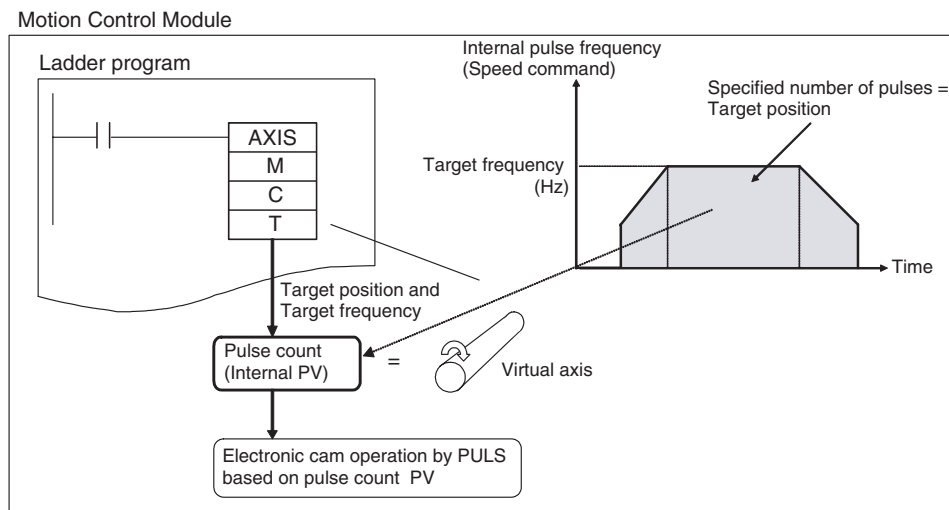 Motion Control Module
Ladder program
AXIS
M
C
T
Target position and
Target frequency
Pulse count
(Internal PV)
=
Virtual axis
Electronic cam operation by PULS
based on pulse count PV
Internal pulse frequency
(Speed command)
Specified number of pulses =
Target position
Target frequency
(Hz)
Time